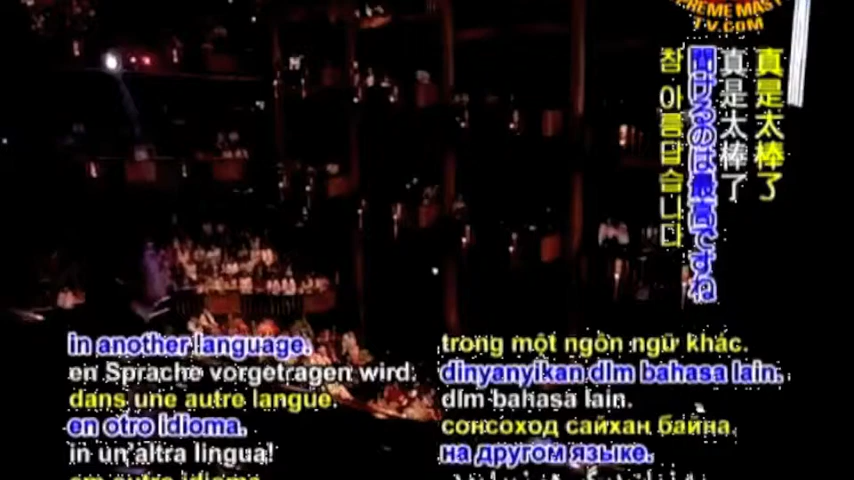 TV.COM
真是太棒了
真是太棒了
聞けるのは最高ですね
참 아름답습니다
in another language.
en Sprache vorgetragen wird.
dans une autre langue.
en otro idioma.
in un'altra lingua!
em outro idioma
trong một ngôn ngữ khác.
dinyanyikan dlm bahasa lain.
dlm bahasa lain.
сонсоход сайхан байна.
на другом языке.